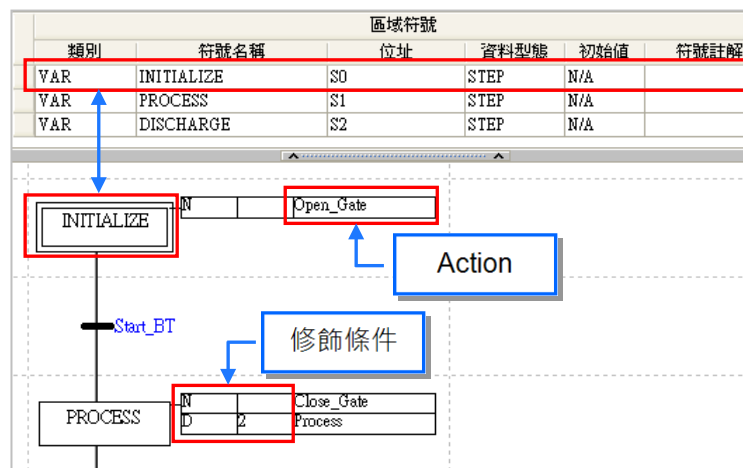 區域符號
類別 符號名稱 位址 資料型態 初始值 符號註解
VAR INITIALIZE S0 STEP N/A
VAR PROCESS S1 STEP N/A
VAR DISCHARGE S2 STEP N/A
INITIALIZE N Open_Gate
Action
Start_BT
修飾條件
PROCESS N Close_Gate
D 2 Process